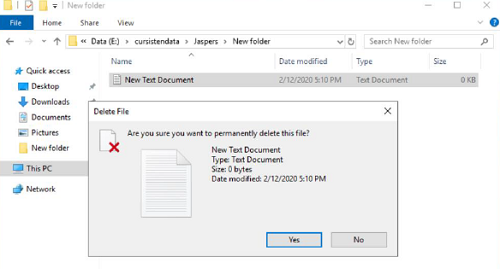 New folder
File Home Share View
Data (E:) > cursistendata > Jaspers > New folder
Search New folder
Name Date modified Type Size
Quick access
New Text Document 2/12/2020 5:10 PM Text Document 0 KB
Desktop
Downloads
Documents
Pictures
New folder
This PC
Network
Delete File
Are you sure you want to permanently delete this file?
New Text Document
Type: Text Document
Size: 0 bytes
Date modified: 2/12/2020 5:10 PM
Yes No